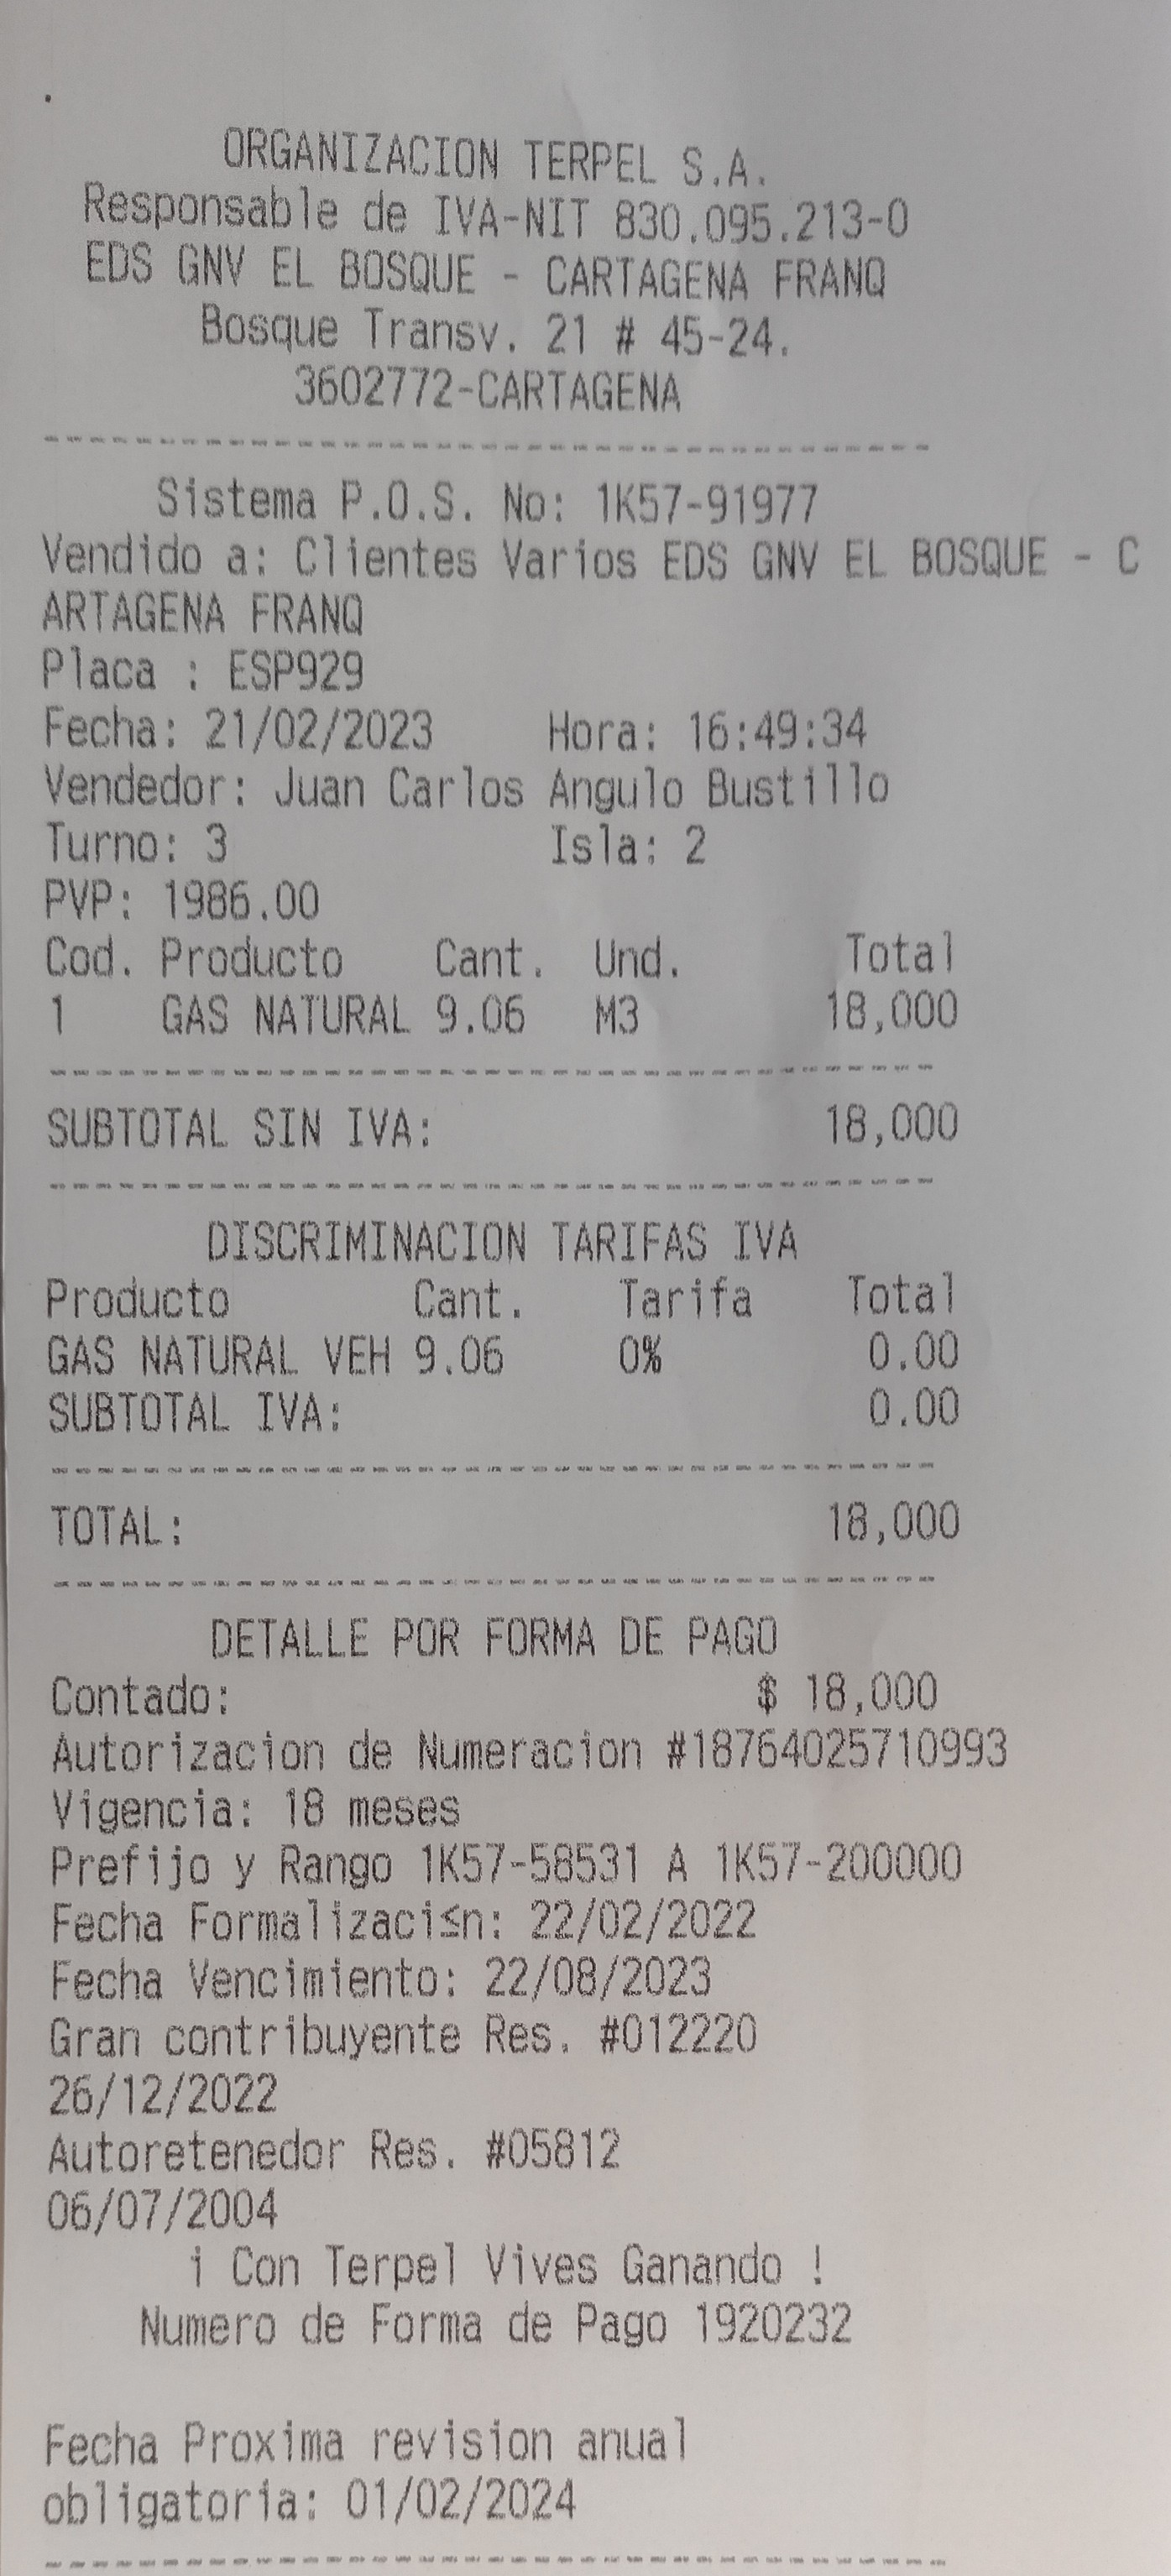 ORGANIZACION TERPEL S.A.
Responsable de IVA-NIT 830.095.213-0
EDS GNV EL BOSQUE - CARTAGENA FRANQ
Bosque Transv. 21 # 45-24.
3602772-CARTAGENA
Sistema P.O.S. No: 1K57-91977
Vendido a: Clientes Varios EDS GNV EL BOSQUE - C
ARTAGENA FRANQ
Placa : ESP929
Fecha: 21/02/2023 Hora: 16:49:34
Vendedor: Juan Carlos Angulo Bustillo
Turno: 3 Isla: 2
PVP: 1986.00
Cod. Producto Cant. Und. Total
1 GAS NATURAL 9.06 M3 18,000
SUBTOTAL SIN IVA: 18,000
DISCRIMINACION TARIFAS IVA
Producto Cant. Tarifa Total
GAS NATURAL VEH 9.06 0% 0.00
SUBTOTAL IVA: 0.00
TOTAL: 18,000
DETALLE POR FORMA DE PAGO
Contado: $ 18,000
Autorizacion de Numeracion #18764025710993
Vigencia: 18 meses
Prefijo y Rango 1K57-58531 A 1K57-200000
Fecha Formalizaci≤n: 22/02/2022
Fecha Vencimiento: 22/08/2023
Gran contribuyente Res. #012220
26/12/2022
Autoretenedor Res. #05812
06/07/2004
¡ Con Terpel Vives Ganando !
Numero de Forma de Pago 1920232
Fecha Proxima revision anual
obligatoria: 01/02/2024